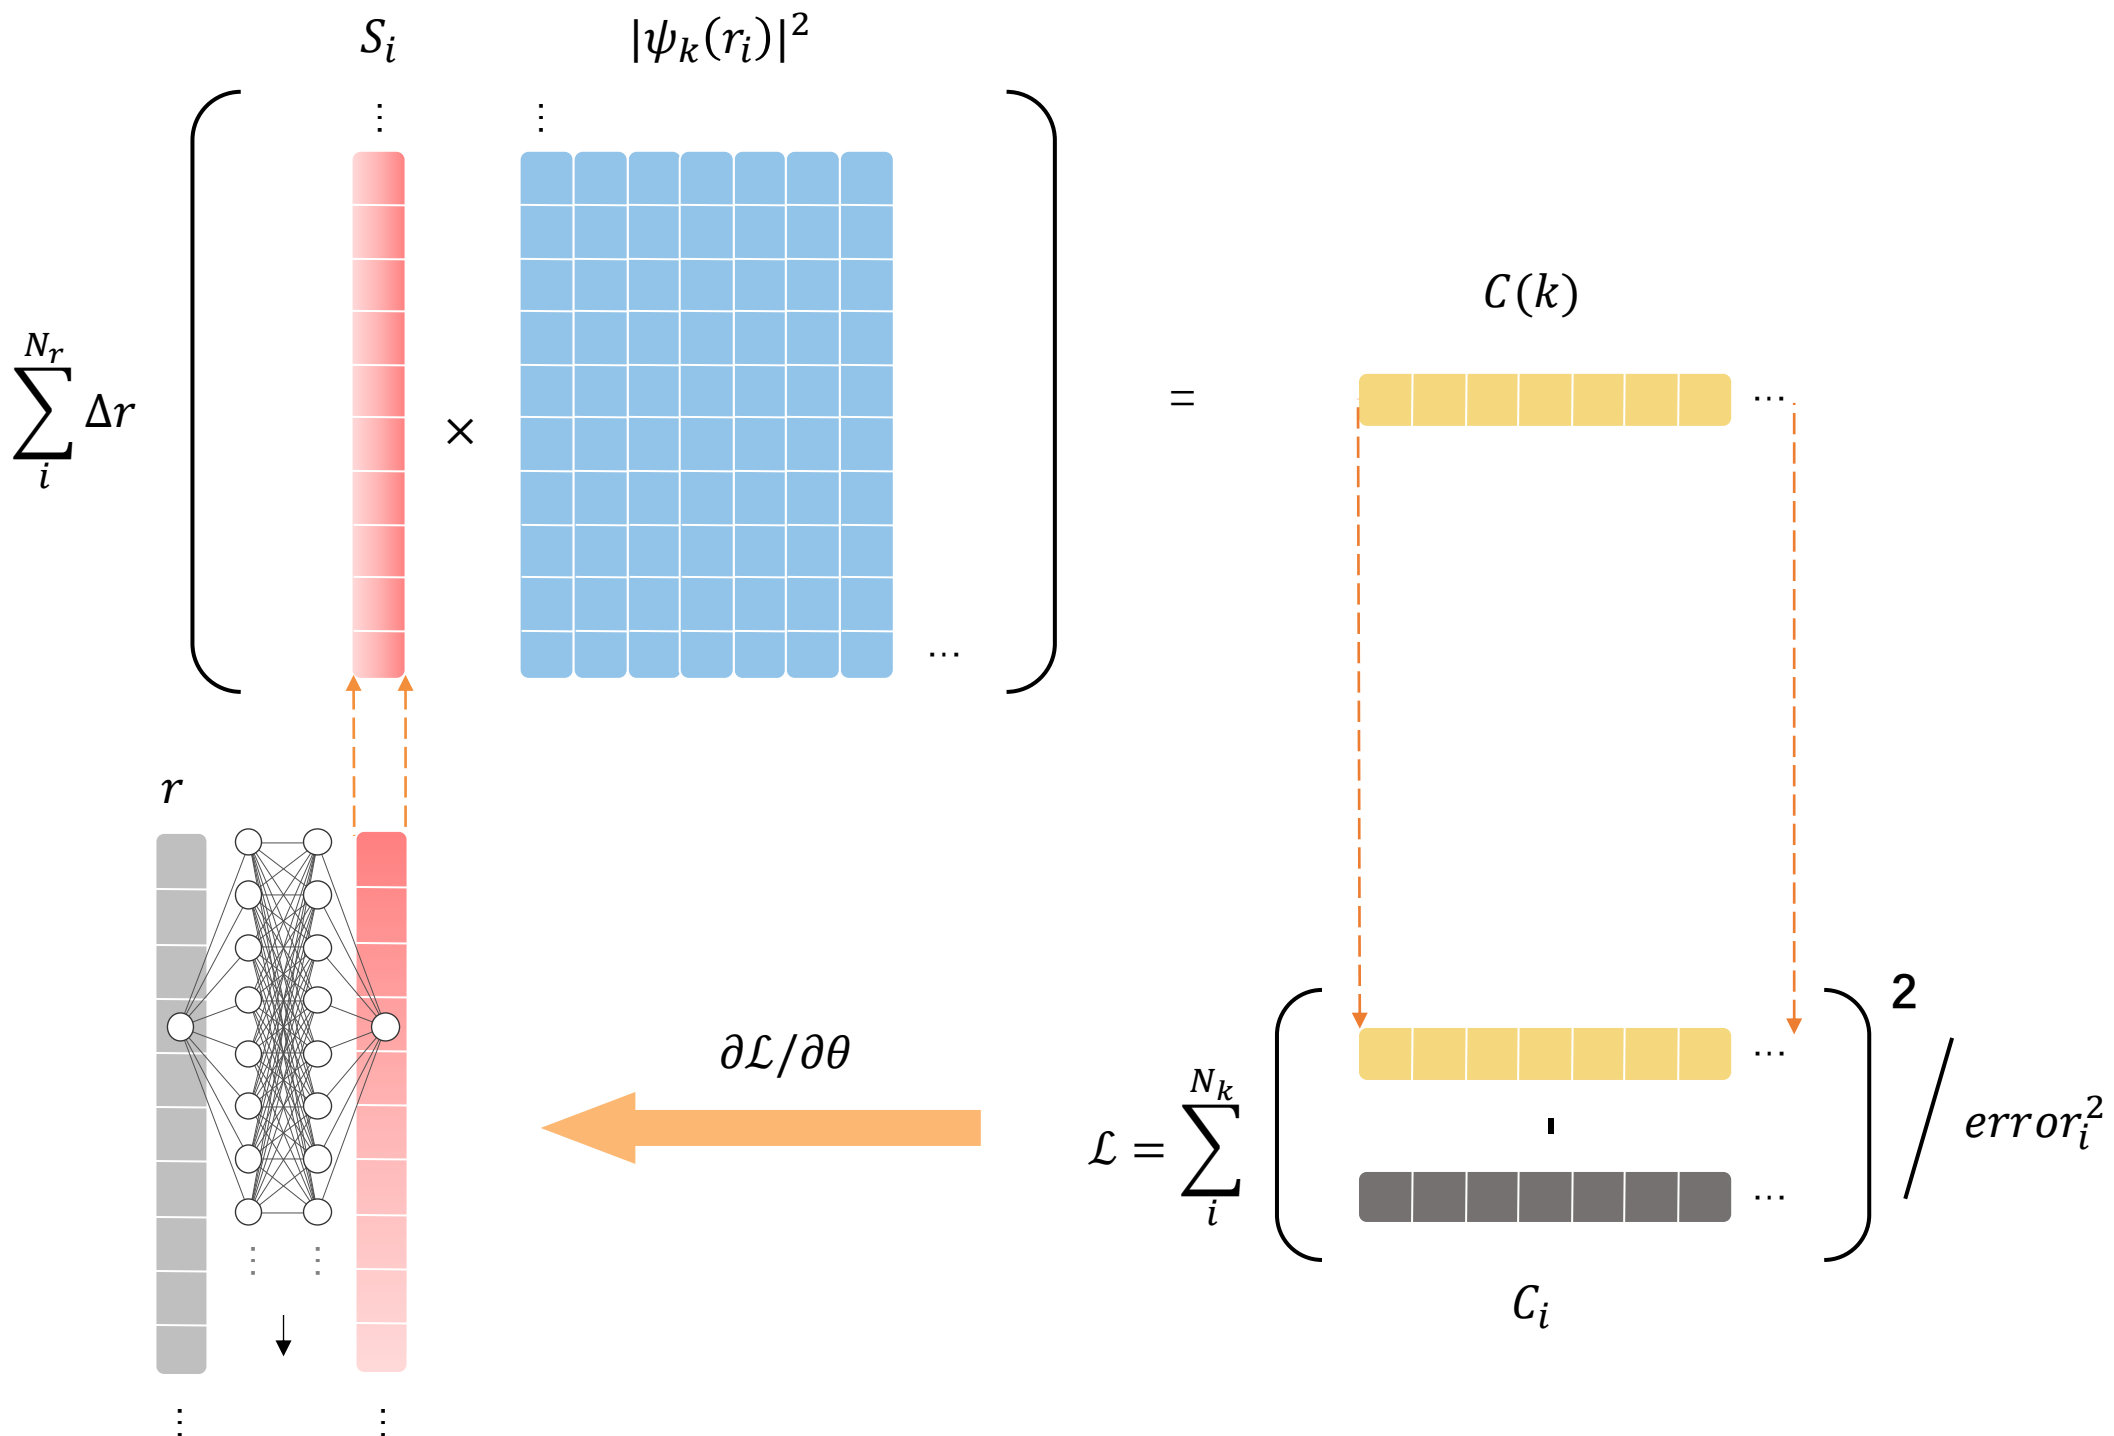 S_i
|ψ_k(r_i)|^2
⋮ ⋮
N_r
∑ Δr
i
×
…
=
C(k)
…
r
⋮ ⋮
⋮ ⋮
∂ℒ/∂θ
ℒ = ∑
N_k
i
2
…
-
…
C_i
/ error_i^2